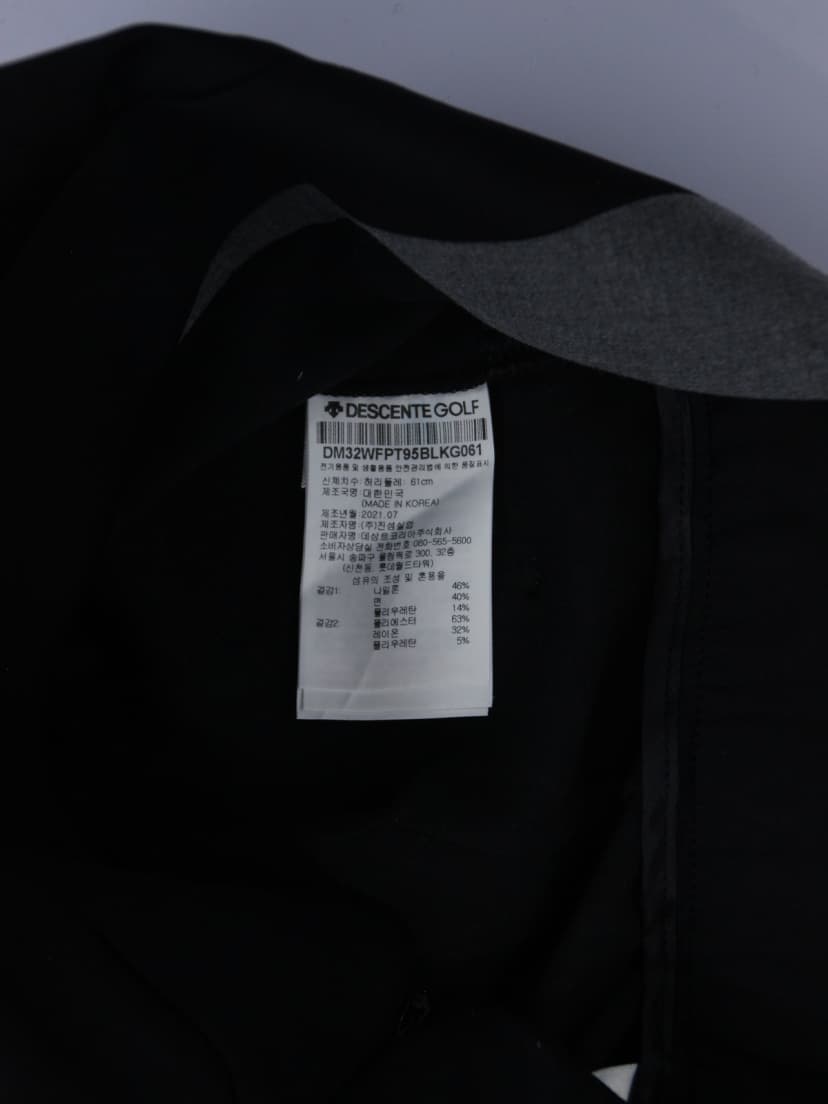 DESCENTE GOLF
DM32WFPT95BLKG061
전기용품 및 생활용품 안전관리법에 의한 품질표시
신체치수: 허리둘레: 61cm
제조국명: 대한민국
(MADE IN KOREA)
제조년월: 2021.07
제조자명: (주)진성실업
판매자명: 데상트코리아주식회사
소비자상담실 전화번호 080-565-5600
서울시 송파구 올림픽로 300, 32층
(신천동, 롯데월드타워)
섬유의 조성 및 혼용율
겉감1: 나일론 46%
면 40%
폴리우레탄 14%
겉감2: 폴리에스터 63%
레이온 32%
폴리우레탄 5%